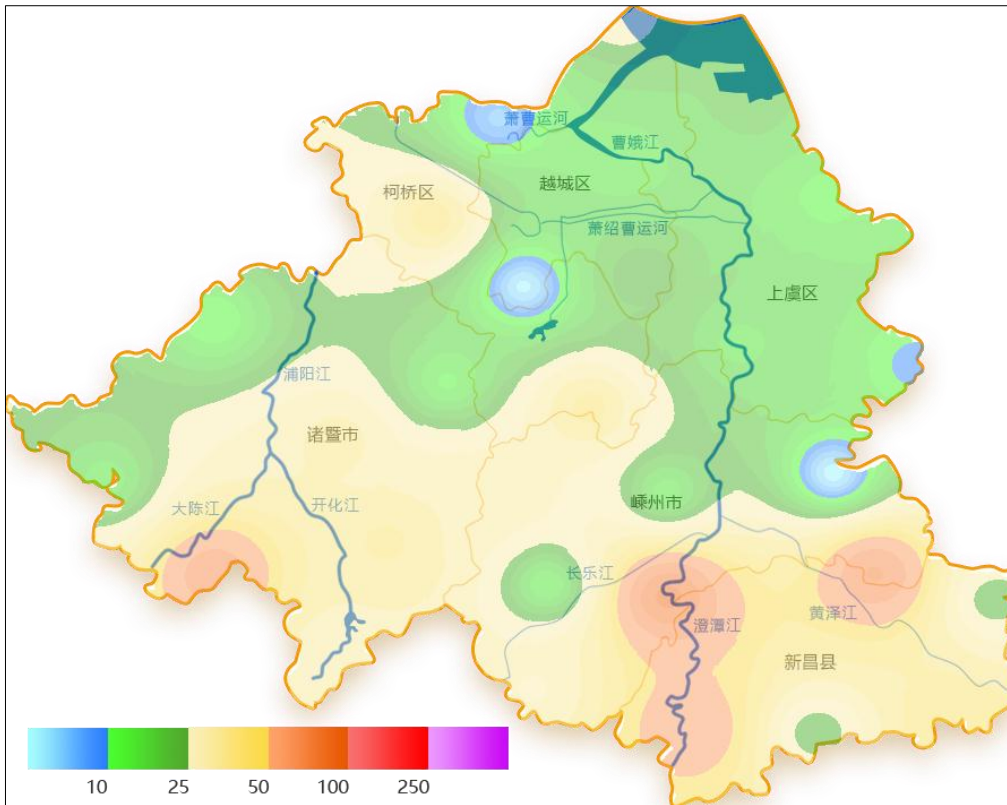 萧曹运河
曹娥江
柯桥区
越城区
萧绍曹运河
上虞区
浦阳江
诸暨市
大陈江
开化江
嵊州市
长乐江
澄潭江
黄泽江
新昌县
10 25 50 100 250